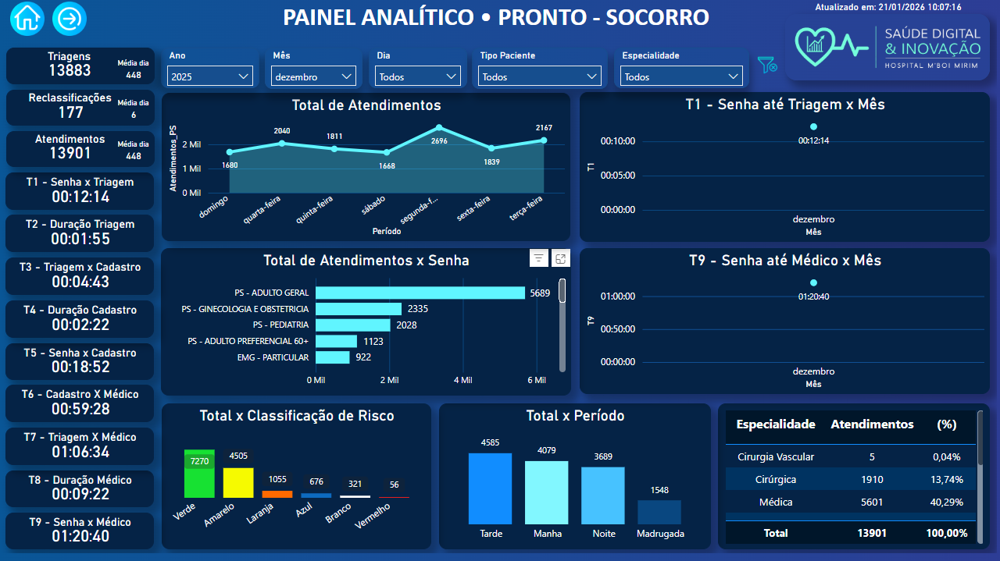 PAINEL ANALÍTICO • PRONTO - SOCORRO
Atualizado em: 21/01/2026 10:07:16
SAÚDE DIGITAL
& INOVAÇÃO
HOSPITAL M'BOI MIRIM
Triagens
13883
Média dia
448
Reclassificações
177
Média dia
6
Atendimentos
13901
Média dia
448
T1 - Senha x Triagem
00:12:14
T2 - Duração Triagem
00:01:55
T3 - Triagem x Cadastro
00:04:43
T4 - Duração Cadastro
00:02:22
T5 - Senha x Cadastro
00:18:52
T6 - Cadastro X Médico
00:59:28
T7 - Triagem X Médico
01:06:34
T8 - Duração Médico
00:09:22
T9 - Senha x Médico
01:20:40
Ano
2025
Mês
dezembro
Dia
Todos
Tipo Paciente
Todos
Especialidade
Todos
Total de Atendimentos
Atendimentos_PS
2 Mil
1 Mil
0 Mil
1680
2040
1811
1668
2696
1839
2167
domingo
quarta-feira
quinta-feira
sábado
segunda-f...
sexta-feira
terça-feira
Período
T1 - Senha até Triagem x Mês
T1
00:10:00
00:05:00
00:00:00
00:12:14
dezembro
Mês
Total de Atendimentos x Senha
PS - ADULTO GERAL 5689
PS - GINECOLOGIA E OBSTETRICIA 2335
PS - PEDIATRIA 2028
PS - ADULTO PREFERENCIAL 60+ 1123
EMG - PARTICULAR 922
0 Mil 2 Mil 4 Mil 6 Mil
T9 - Senha até Médico x Mês
T9
01:00:00
00:50:00
00:00:00
01:20:40
dezembro
Mês
Total x Classificação de Risco
7270
4505
1055
676
321
56
Verde
Amarelo
Laranja
Azul
Branco
Vermelho
Total x Período
4585
4079
3689
1548
Tarde Manha Noite Madrugada
Especialidade Atendimentos (%)
Cirurgia Vascular 5 0,04%
Cirúrgica 1910 13,74%
Médica 5601 40,29%
Total 13901 100,00%